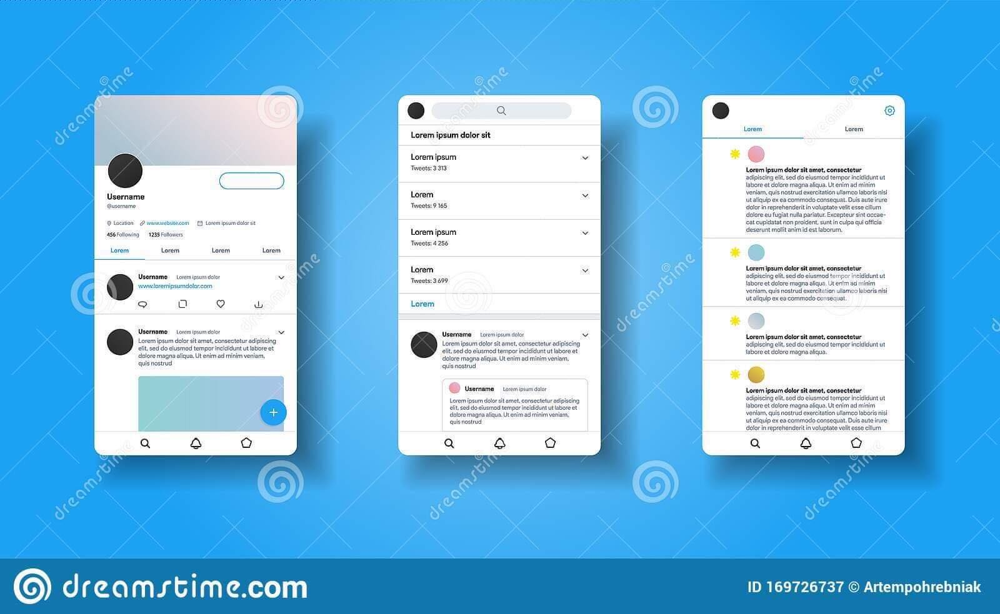 Username
@username
Location www.website.com Lorem ipsum dolor sit
456 Following 1235 Followers
Lorem Lorem Lorem Lorem
Username Lorem ipsum dolor
www.loremipsumdolor.com
Username Lorem ipsum dolor
Lorem ipsum dolor sit amet, consectetur adipiscing
elit, sed do eiusmod tempor incididunt ut labore et
dolore magna aliqua. Ut enim ad minim veniam,
quis nostrud
+
Lorem ipsum dolor sit
Lorem ipsum
Tweets: 3 313
Lorem
Tweets: 9 165
Lorem ipsum
Tweets: 4 256
Lorem
Tweets: 3 699
Lorem
Username Lorem ipsum dolor
Lorem ipsum dolor sit amet, consectetur adipiscing
elit, sed do eiusmod tempor incididunt ut labore et
dolore magna aliqua. Ut enim ad minim veniam,
quis nostrud
Username Lorem ipsum dolor
Lorem ipsum dolor sit amet, consectetur adipiscing
elit, sed do eiusmod tempor incididunt ut labore et
dolore magna aliqua. Ut enim ad minim veniam,
quis nostrud
Lorem Lorem
Lorem ipsum dolor sit amet, consectetur
adipiscing elit, sed do eiusmod tempor incididunt ut
labore et dolore magna aliqua. Ut enim ad minim
veniam, quis nostrud exercitation ullamco laboris nisi
ut aliquip ex ea commodo consequat. Duis aute irure
dolor in reprehenderit in voluptate velit esse cillum
dolore eu fugiat nulla pariatur. Excepteur sint occae-
cat cupidatat non proident, sunt in culpa qui officia
deserunt mollit anim id est laborum.
Lorem ipsum dolor sit amet, consectetur
adipiscing elit, sed do eiusmod tempor incididunt ut
labore et dolore magna aliqua. Ut enim ad minim
veniam, quis nostrud exercitation ullamco laboris nisi
ut aliquip ex ea commodo consequat.
Lorem ipsum dolor sit amet, consectetur
adipiscing elit, sed do eiusmod tempor incididunt ut
labore et dolore magna aliqua.
Lorem ipsum dolor sit amet, consectetur
adipiscing elit, sed do eiusmod tempor incididunt ut
labore et dolore magna aliqua. Ut enim ad minim
veniam, quis nostrud exercitation ullamco laboris nisi
ut aliquip ex ea commodo consequat. Duis aute irure
dolor in reprehenderit in voluptate velit esse cillum
dreamstime
dreamstime
dreamstime
dreamstime
dreamstime
dreamstime
dreamstime
dreamstime
dreamstime.com
ID 169726737 © Artempohrebniak